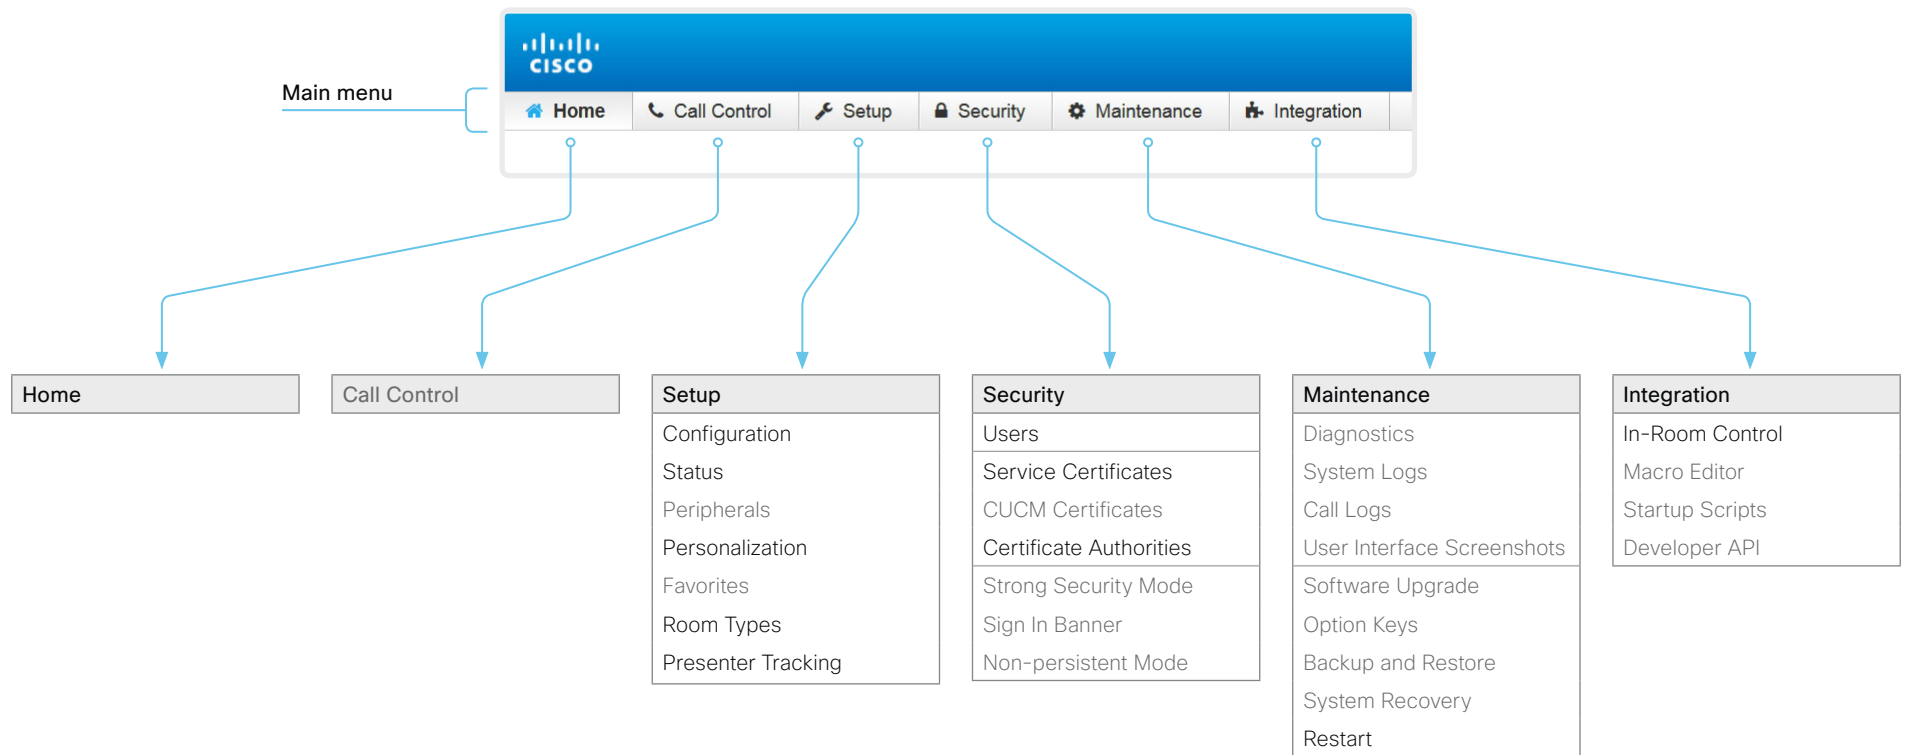 CISCO
Main menu
Home Call Control Setup Security Maintenance Integration
Home
Call Control
Setup
Configuration
Status
Peripherals
Personalization
Favorites
Room Types
Presenter Tracking
Security
Users
Service Certificates
CUCM Certificates
Certificate Authorities
Strong Security Mode
Sign In Banner
Non-persistent Mode
Maintenance
Diagnostics
System Logs
Call Logs
User Interface Screenshots
Software Upgrade
Option Keys
Backup and Restore
System Recovery
Restart
Integration
In-Room Control
Macro Editor
Startup Scripts
Developer API